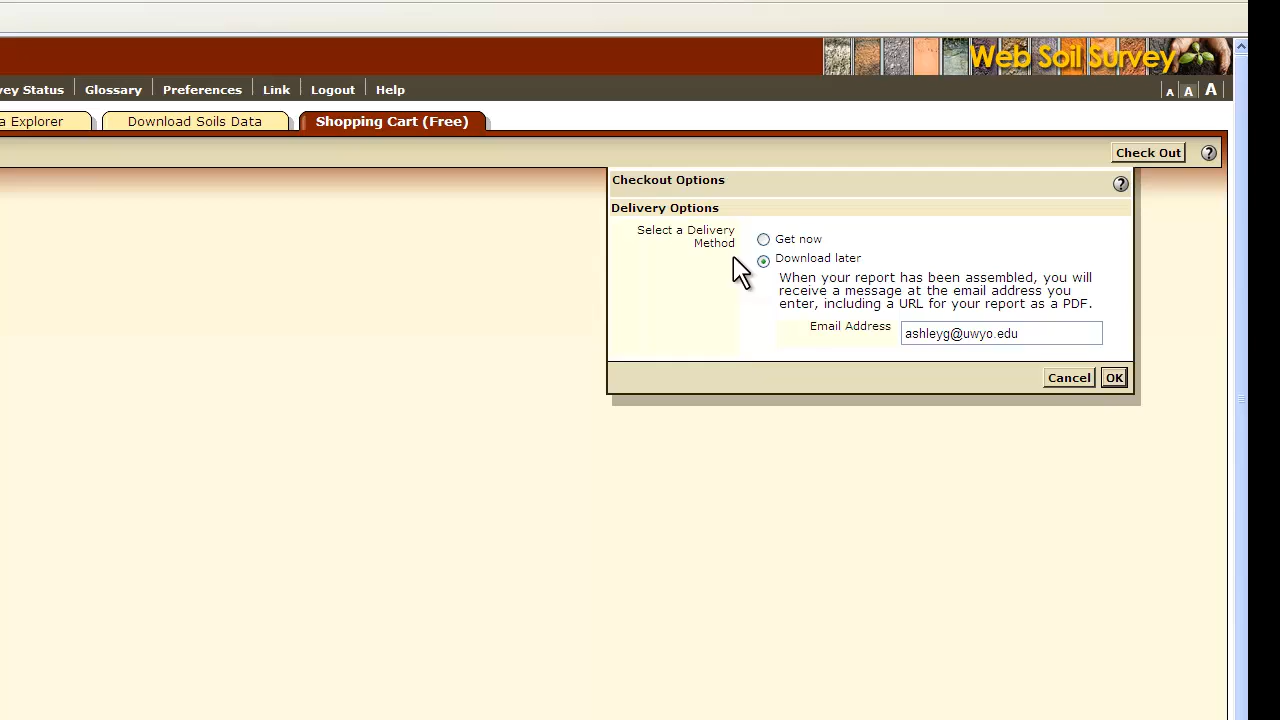 Web Soil Survey
vey Status Glossary Preferences Link Logout Help A A A
a Explorer Download Soils Data Shopping Cart (Free)
Check Out ?
Checkout Options ?
Delivery Options
Select a Delivery Method
Get now
Download later
When your report has been assembled, you will
receive a message at the email address you
enter, including a URL for your report as a PDF.
Email Address ashleyg@uwyo.edu
Cancel OK